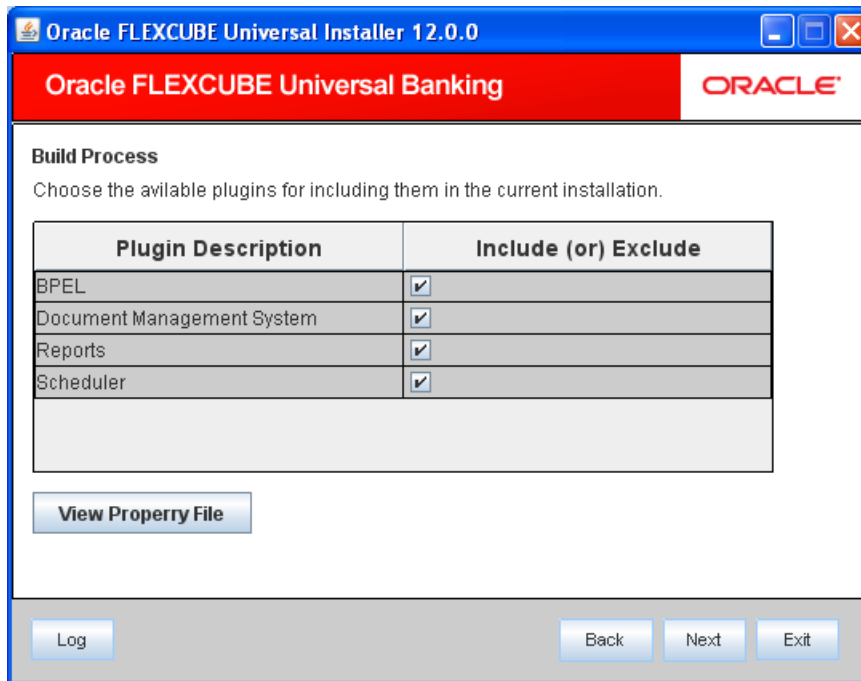 Oracle FLEXCUBE Universal Installer 12.0.0
Oracle FLEXCUBE Universal Banking
ORACLE
Build Process
Choose the avilable plugins for including them in the current installation.
Plugin Description Include (or) Exclude
BPEL
Document Management System
Reports
Scheduler
View Properry File
Log Back Next Exit